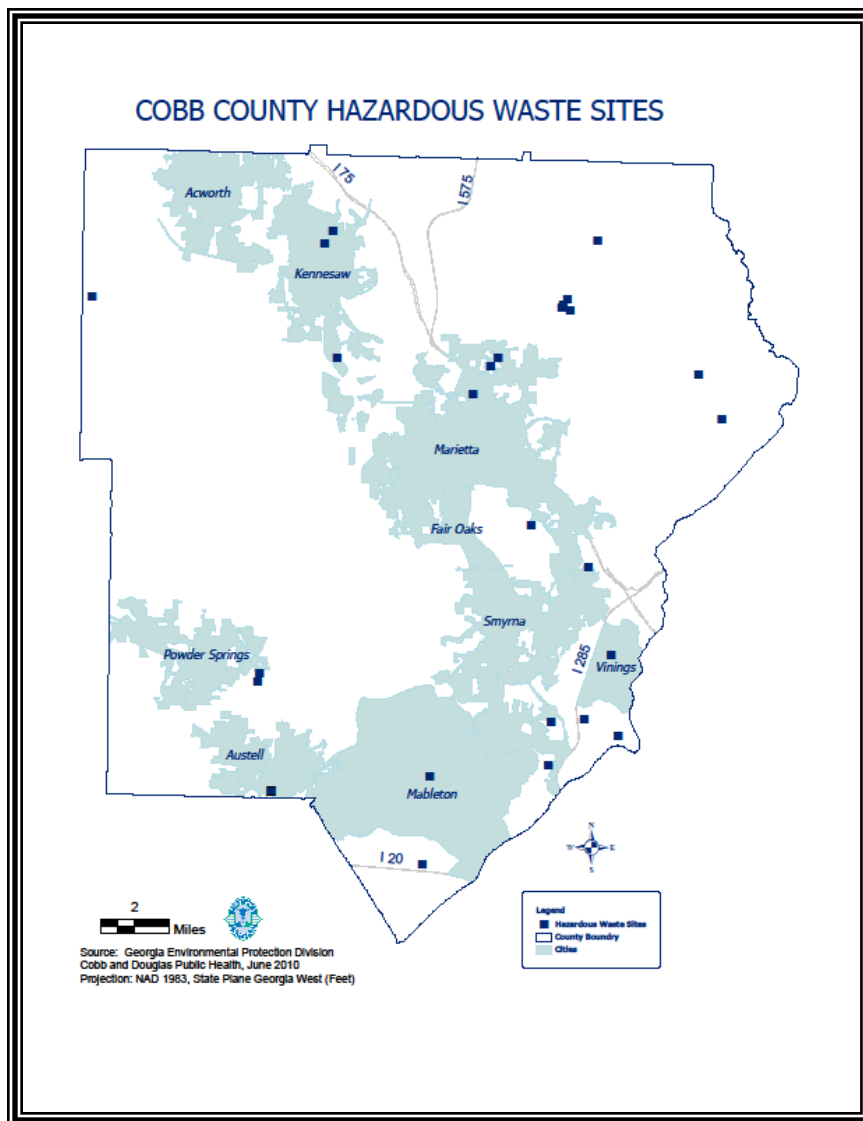 COBB COUNTY HAZARDOUS WASTE SITES
I 75
I 575
Acworth
Kennesaw
Marietta
Fair Oaks
Smyrna
Powder Springs
I 285
Vinings
Austell
Mableton
I 20
N
W E
S
2
Miles
Legend
Hazardous Waste Sites
County Boundry
Cities
Source: Georgia Environmental Protection Division
Cobb and Douglas Public Health, June 2010
Projection: NAD 1983, State Plane Georgia West (Feet)